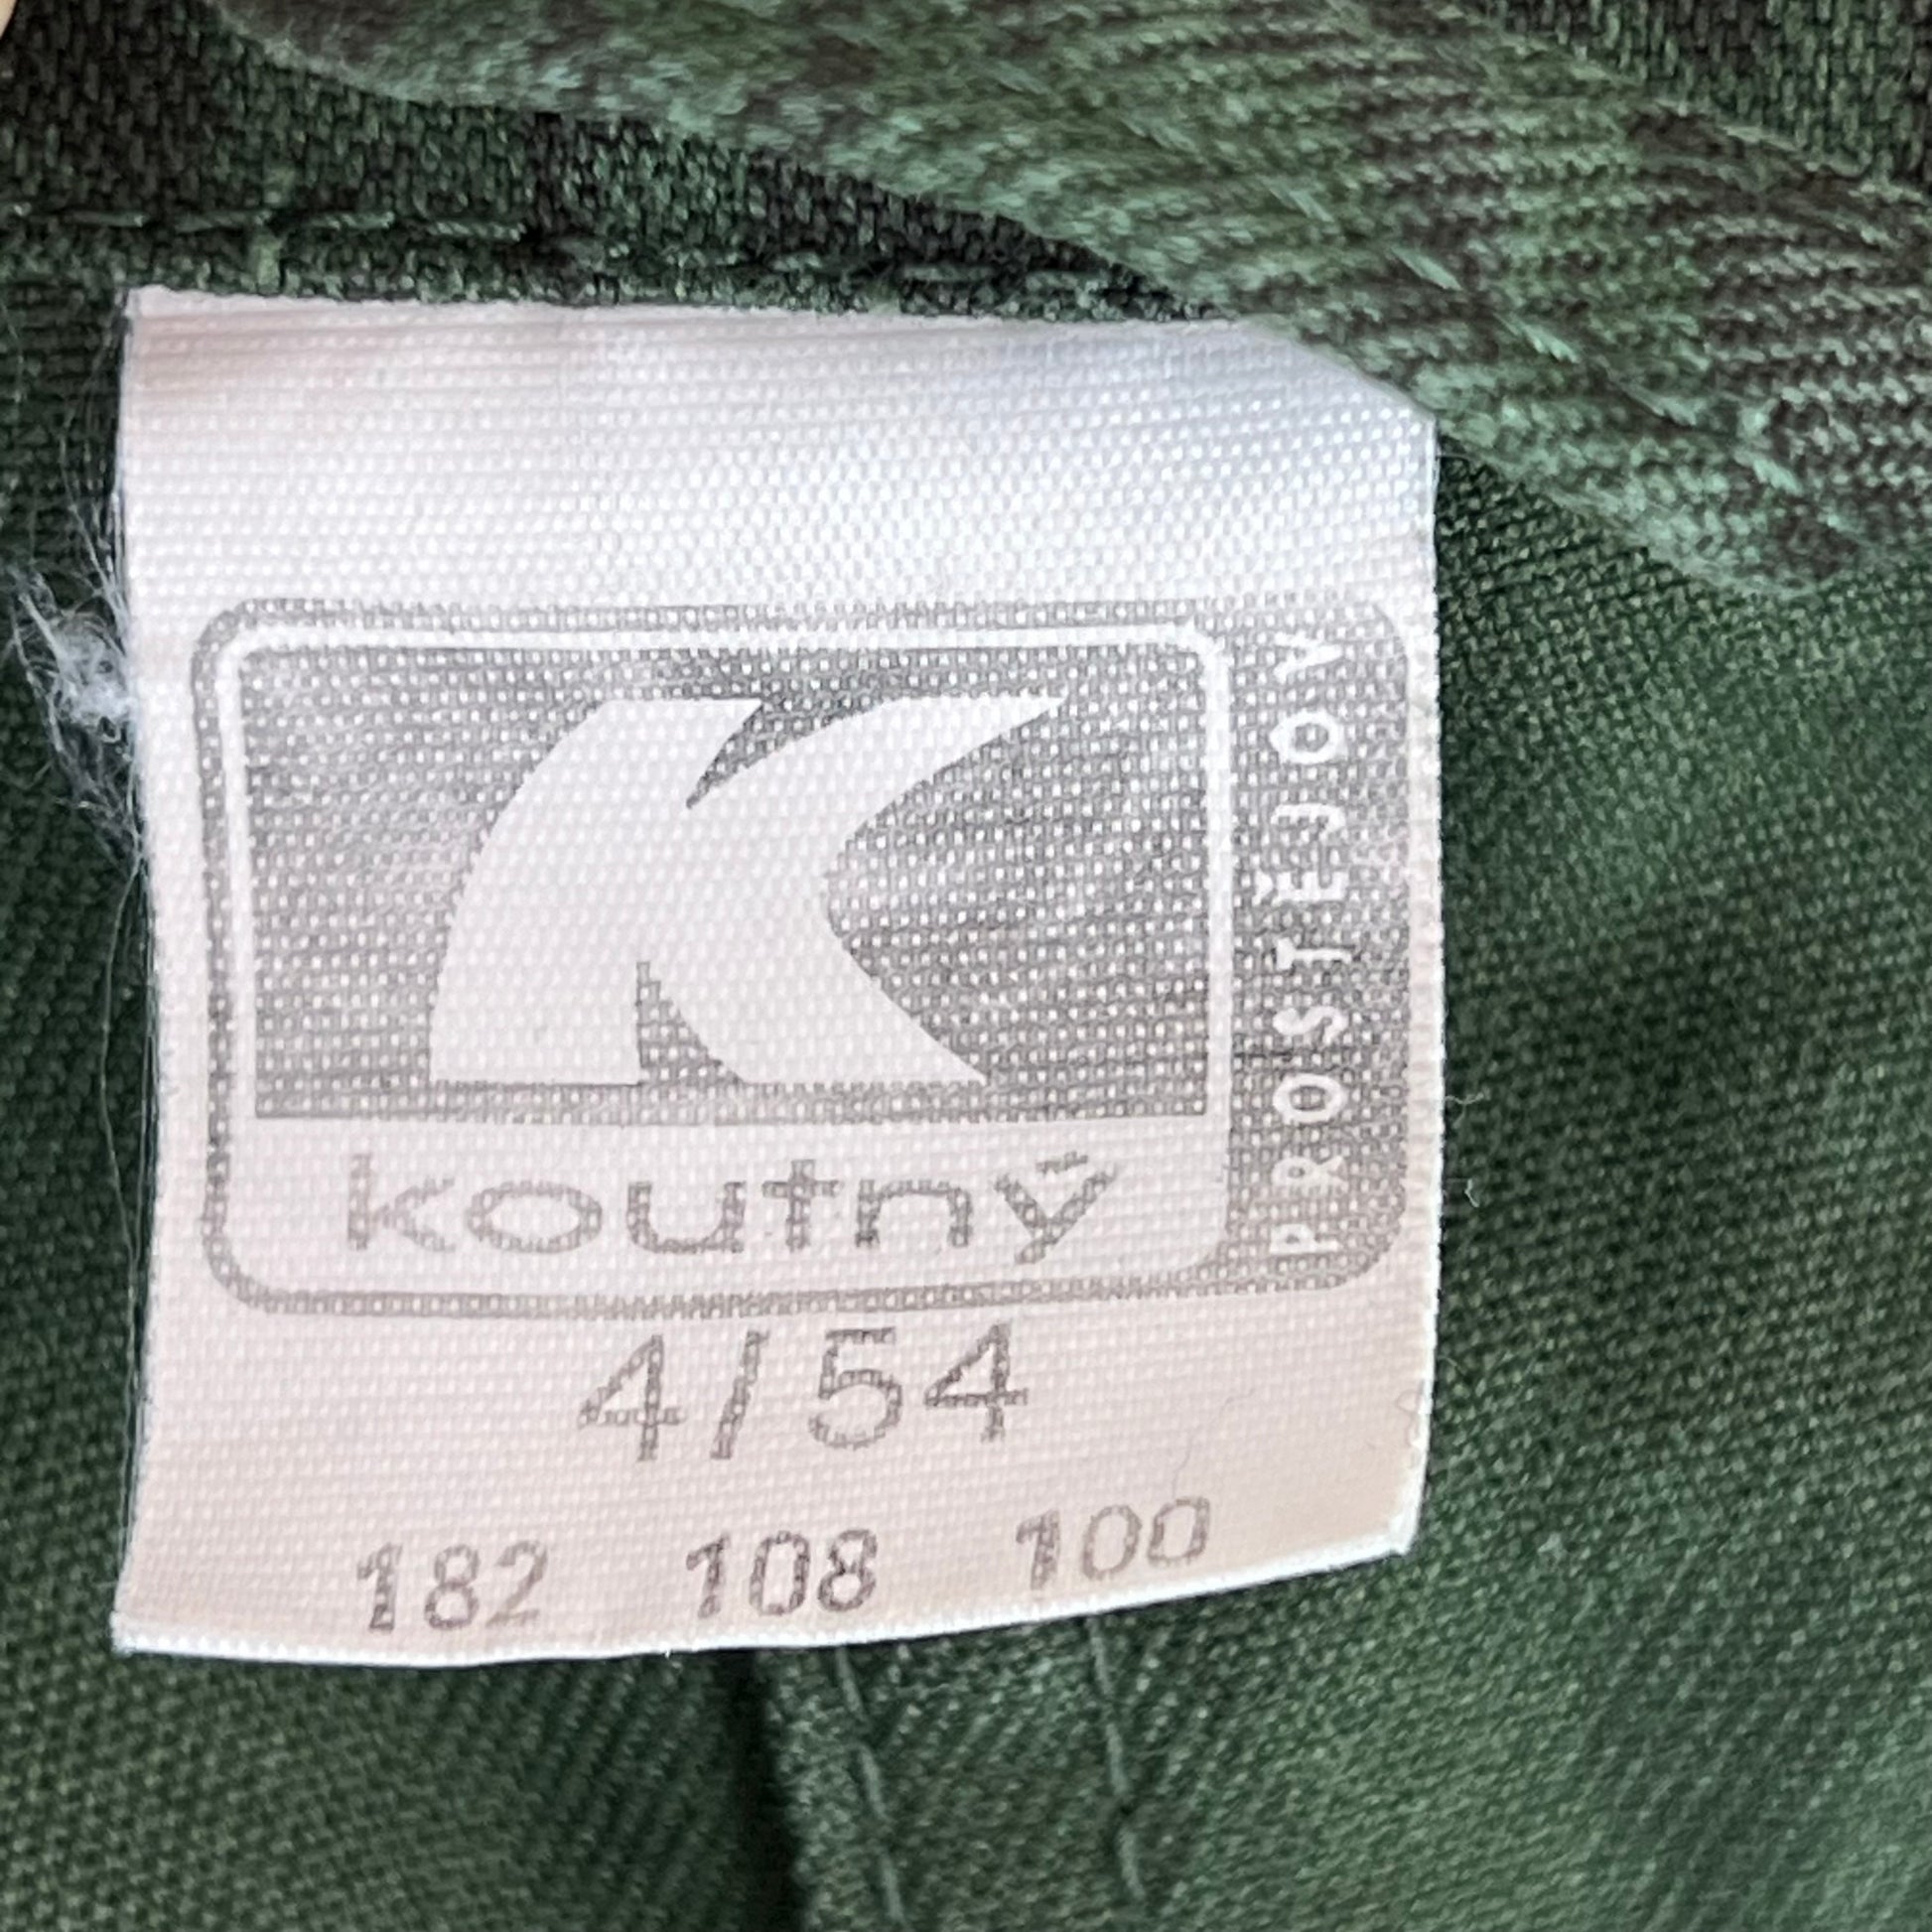 K
koutný
PROSTĚJOV
4/54
182 108 100